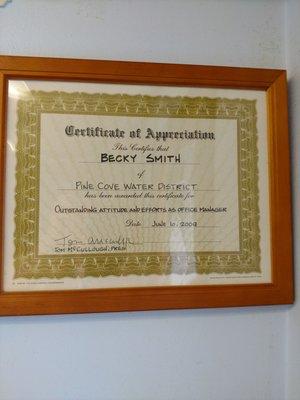 Certificate of Appreciation
This Certifies that
BECKY SMITH
of
PINE COVE WATER DISTRICT
has been awarded this certificate for
OUTSTANDING ATTITUDE AND EFFORTS AS OFFICE MANAGER
Date JUNE 10, 2009
TOM MCCULLOUGH, PRES